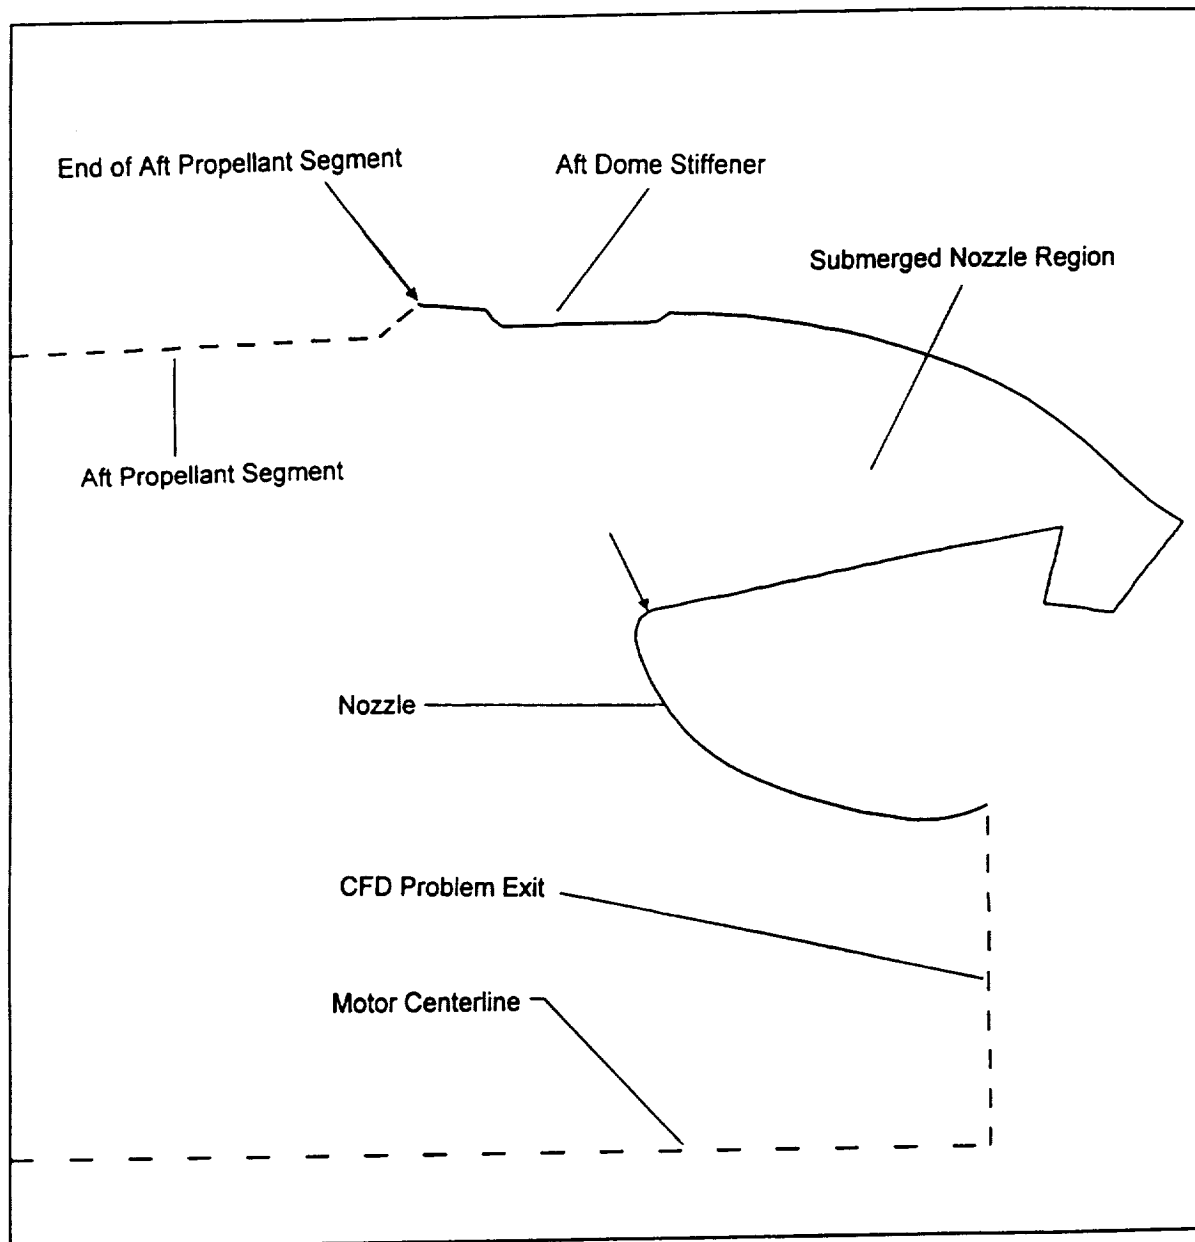 End of Aft Propellant Segment
Aft Dome Stiffener
Submerged Nozzle Region
Aft Propellant Segment
Nozzle
CFD Problem Exit
Motor Centerline